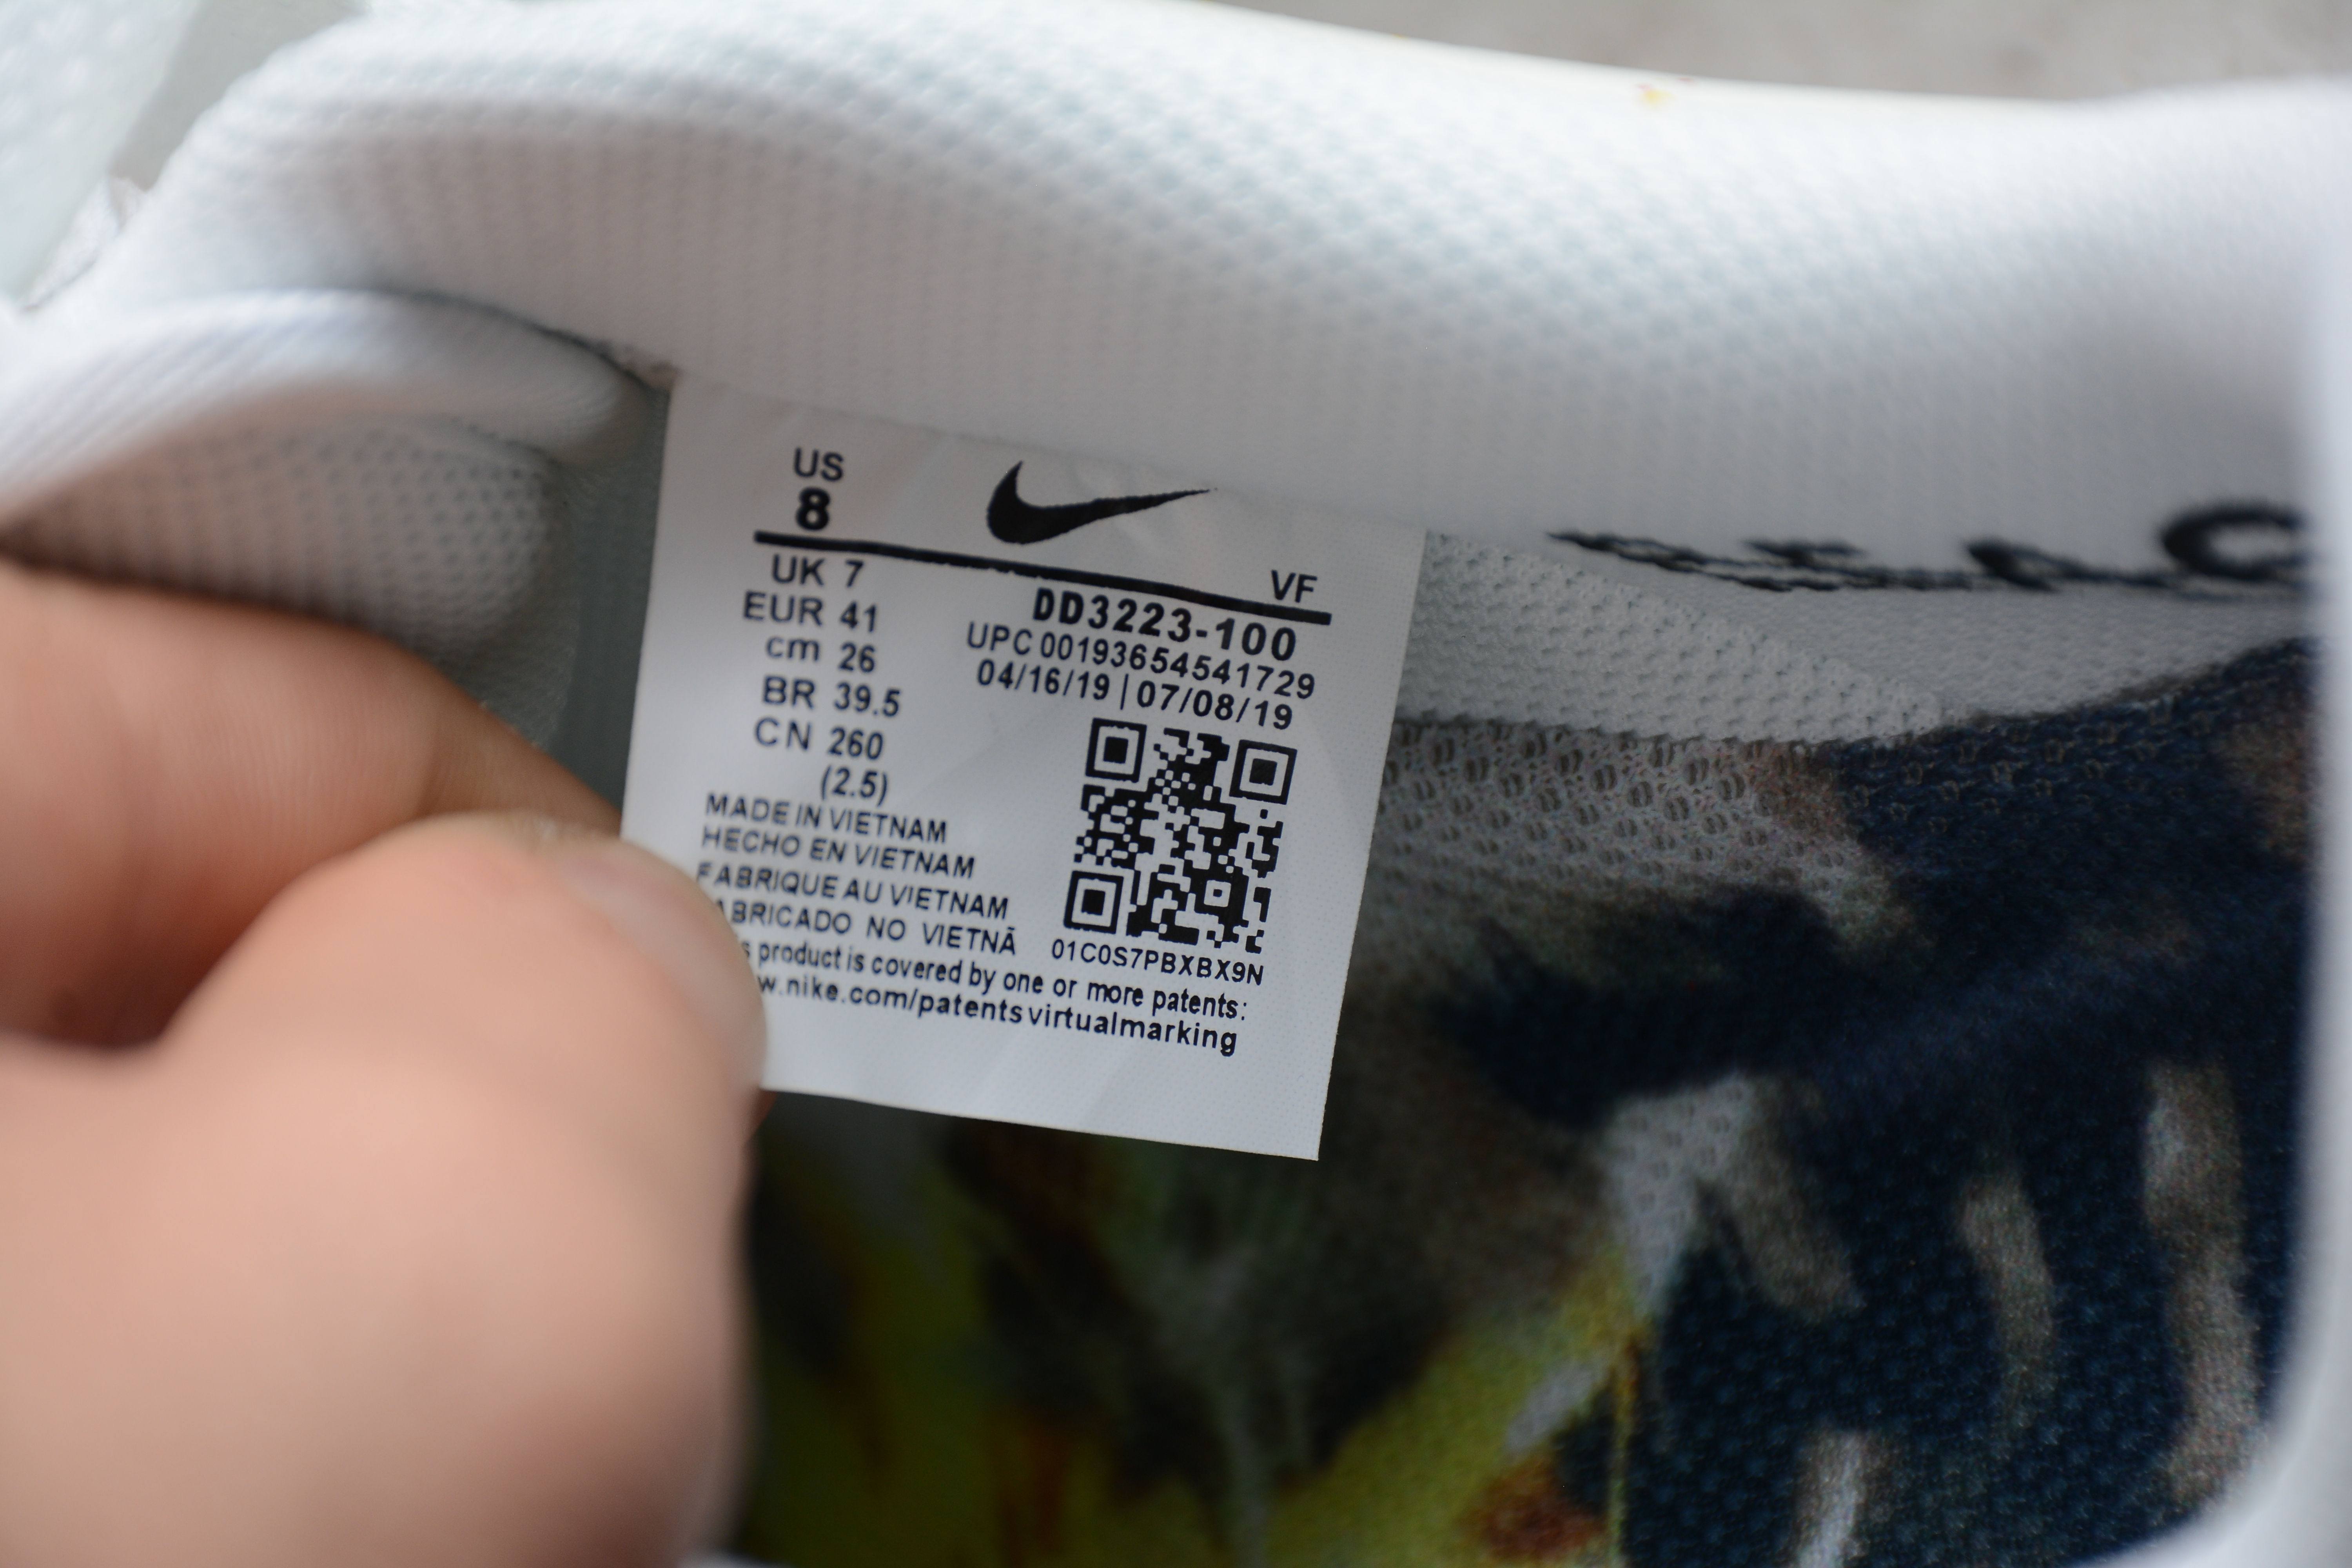 US
8
VF
UK 7
EUR 41
cm 26
BR 39.5
CN 260
(2.5)
DD3223-100
UPC 00193654541729
04/16/19 | 07/08/19
MADE IN VIETNAM
HECHO EN VIETNAM
FABRIQUE AU VIETNAM
ABRICADO NO VIETNÃ
01C0S7PBXBX9N
s product is covered by one or more patents:
w.nike.com/patentsvirtualmarking